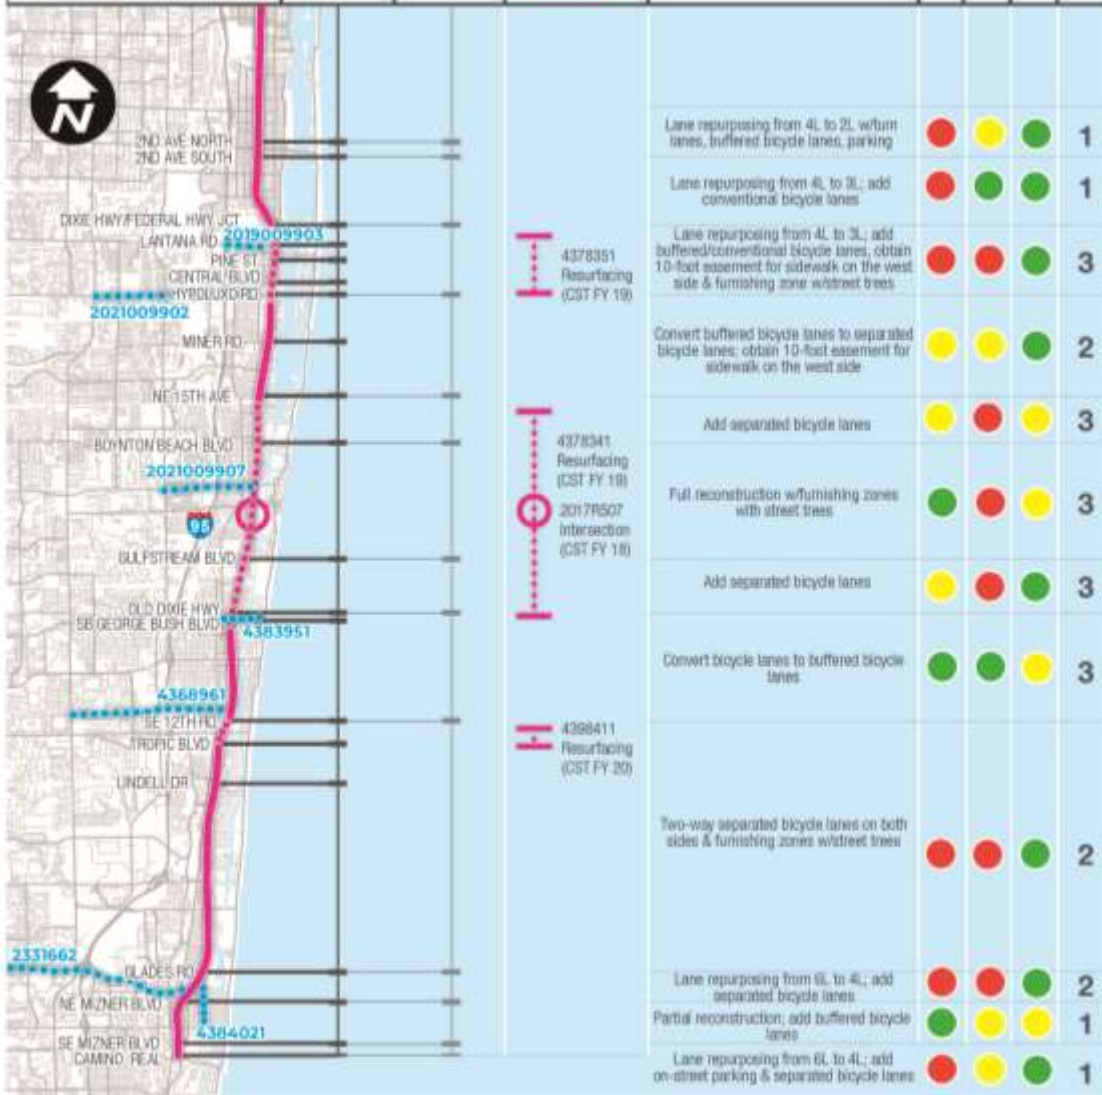 N
2ND AVE NORTH
2ND AVE SOUTH
DIXIE HWY/FEDERAL HWY JCT
LANTANA RD
2019009903
PINE ST
CENTRAL BLVD
HYPOLUXO RD
2021009902
MINER RD
NE 15TH AVE
BOYNTON BEACH BLVD
2021009907
95
GULFSTREAM BLVD
OLD DIXIE HWY
SB GEORGE BUSH BLVD
4383951
4368961
SE 12TH RD
TROPIC BLVD
LINDELL DR
2331662
GLADES RD
NE MIZNER BLVD
4384021
SE MIZNER BLVD
CAMINO REAL
4378351
Resurfacing
(CST FY 19)
4378341
Resurfacing
(CST FY 19)
2017R507
Intersection
(CST FY 18)
4398411
Resurfacing
(CST FY 20)
Lane repurposing from 4L to 2L w/turn
lanes, buffered bicycle lanes, parking
1
Lane repurposing from 4L to 3L; add
conventional bicycle lanes
1
Lane repurposing from 4L to 3L; add
buffered/conventional bicycle lanes, obtain
10-foot easement for sidewalk on the west
side & furnishing zone w/street trees
3
Convert buffered bicycle lanes to separated
bicycle lanes; obtain 10-foot easement for
sidewalk on the west side
2
Add separated bicycle lanes
3
Full reconstruction w/furnishing zones
with street trees
3
Add separated bicycle lanes
3
Convert bicycle lanes to buffered bicycle
lanes
3
Two-way separated bicycle lanes on both
sides & furnishing zones w/street trees
2
Lane repurposing from 6L to 4L; add
separated bicycle lanes
2
Partial reconstruction; add buffered bicycle
lanes
1
Lane repurposing from 6L to 4L; add
on-street parking & separated bicycle lanes
1